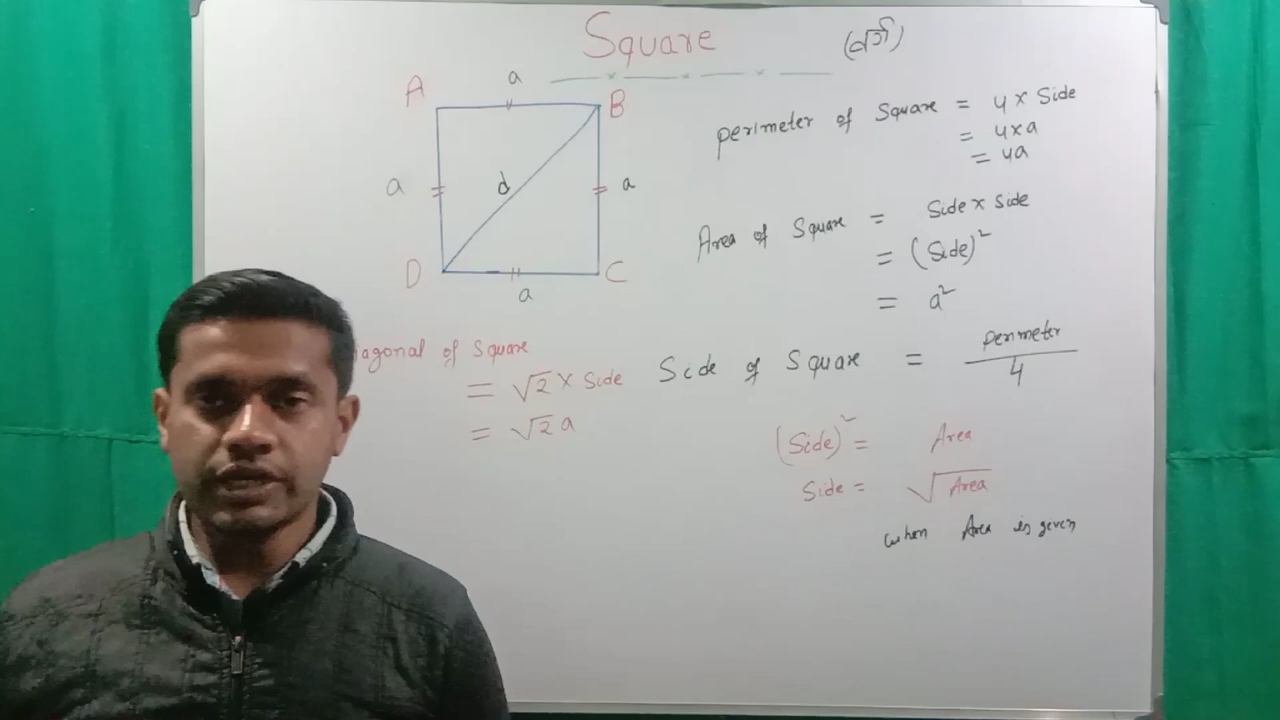 Square (वर्ग)
A a B
a d a
D a C
perimeter of Square = 4 x Side
= 4xa
= 4a
Area of Square = Side x Side
= (Side)²
= a²
agonal of Square
= √2 x Side
= √2 a
Side of Square = perimeter
4
(Side)² = Area
Side = √Area
when Area is given